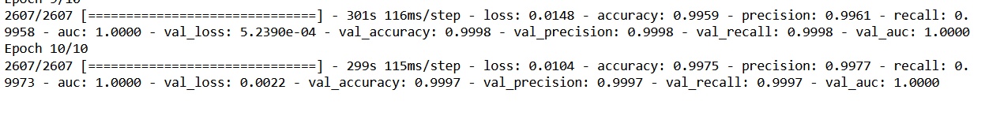 Epoch 9/10
2607/2607 [==============================] - 301s 116ms/step - loss: 0.0148 - accuracy: 0.9959 - precision: 0.9961 - recall: 0.
9958 - auc: 1.0000 - val_loss: 5.2390e-04 - val_accuracy: 0.9998 - val_precision: 0.9998 - val_recall: 0.9998 - val_auc: 1.0000
Epoch 10/10
2607/2607 [==============================] - 299s 115ms/step - loss: 0.0104 - accuracy: 0.9975 - precision: 0.9977 - recall: 0.
9973 - auc: 1.0000 - val_loss: 0.0022 - val_accuracy: 0.9997 - val_precision: 0.9997 - val_recall: 0.9997 - val_auc: 1.0000